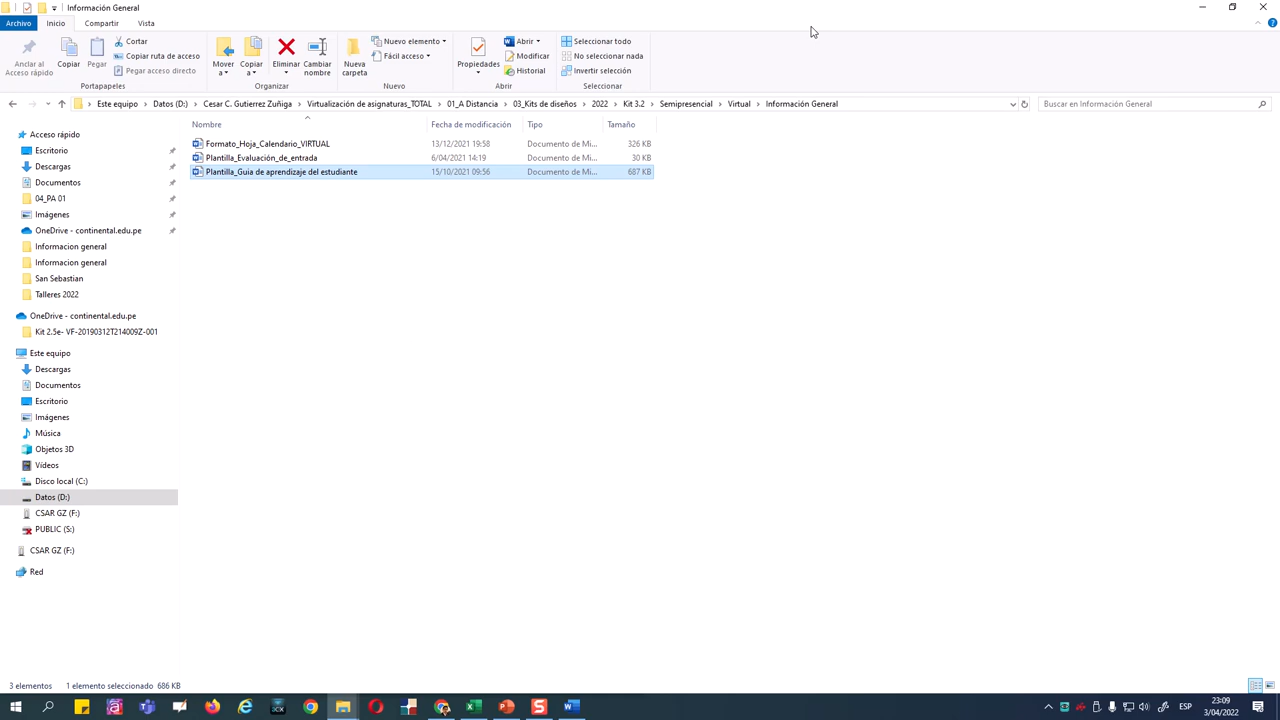 Información General
Archivo Inicio Compartir Vista
Anclar al Acceso rápido
Copiar
Pegar
Cortar
Copiar ruta de acceso
Pegar acceso directo
Portapapeles
Mover a
Copiar a
Eliminar
Cambiar nombre
Organizar
Nueva carpeta
Nuevo elemento
Fácil acceso
Nuevo
Propiedades
Abrir
Modificar
Historial
Abrir
Seleccionar todo
No seleccionar nada
Invertir selección
Seleccionar
Este equipo > Datos (D:) > Cesar C. Gutierrez Zuñiga > Virtualización de asignaturas_TOTAL > 01_A Distancia > 03_Kits de diseños > 2022 > Kit 3.2 > Semipresencial > Virtual > Información General
Buscar en Información General
Nombre Fecha de modificación Tipo Tamaño
Formato_Hoja_Calendario_VIRTUAL 13/12/2021 19:58 Documento de Mi... 326 KB
Plantilla_Evaluación_de_entrada 6/04/2021 14:19 Documento de Mi... 30 KB
Plantilla_Guia de aprendizaje del estudiante 15/10/2021 09:56 Documento de Mi... 687 KB
Acceso rápido
Escritorio
Descargas
Documentos
04_PA 01
Imágenes
OneDrive - continental.edu.pe
Informacion general
Informacion general
San Sebastian
Talleres 2022
OneDrive - continental.edu.pe
Kit 2.5e- VF-20190312T214009Z-001
Este equipo
Descargas
Documentos
Escritorio
Imágenes
Música
Objetos 3D
Vídeos
Disco local (C:)
Datos (D:)
CSAR GZ (F:)
PUBLIC (S:)
CSAR GZ (F:)
Red
3 elementos 1 elemento seleccionado 686 KB
ESP
23:09
3/04/2022